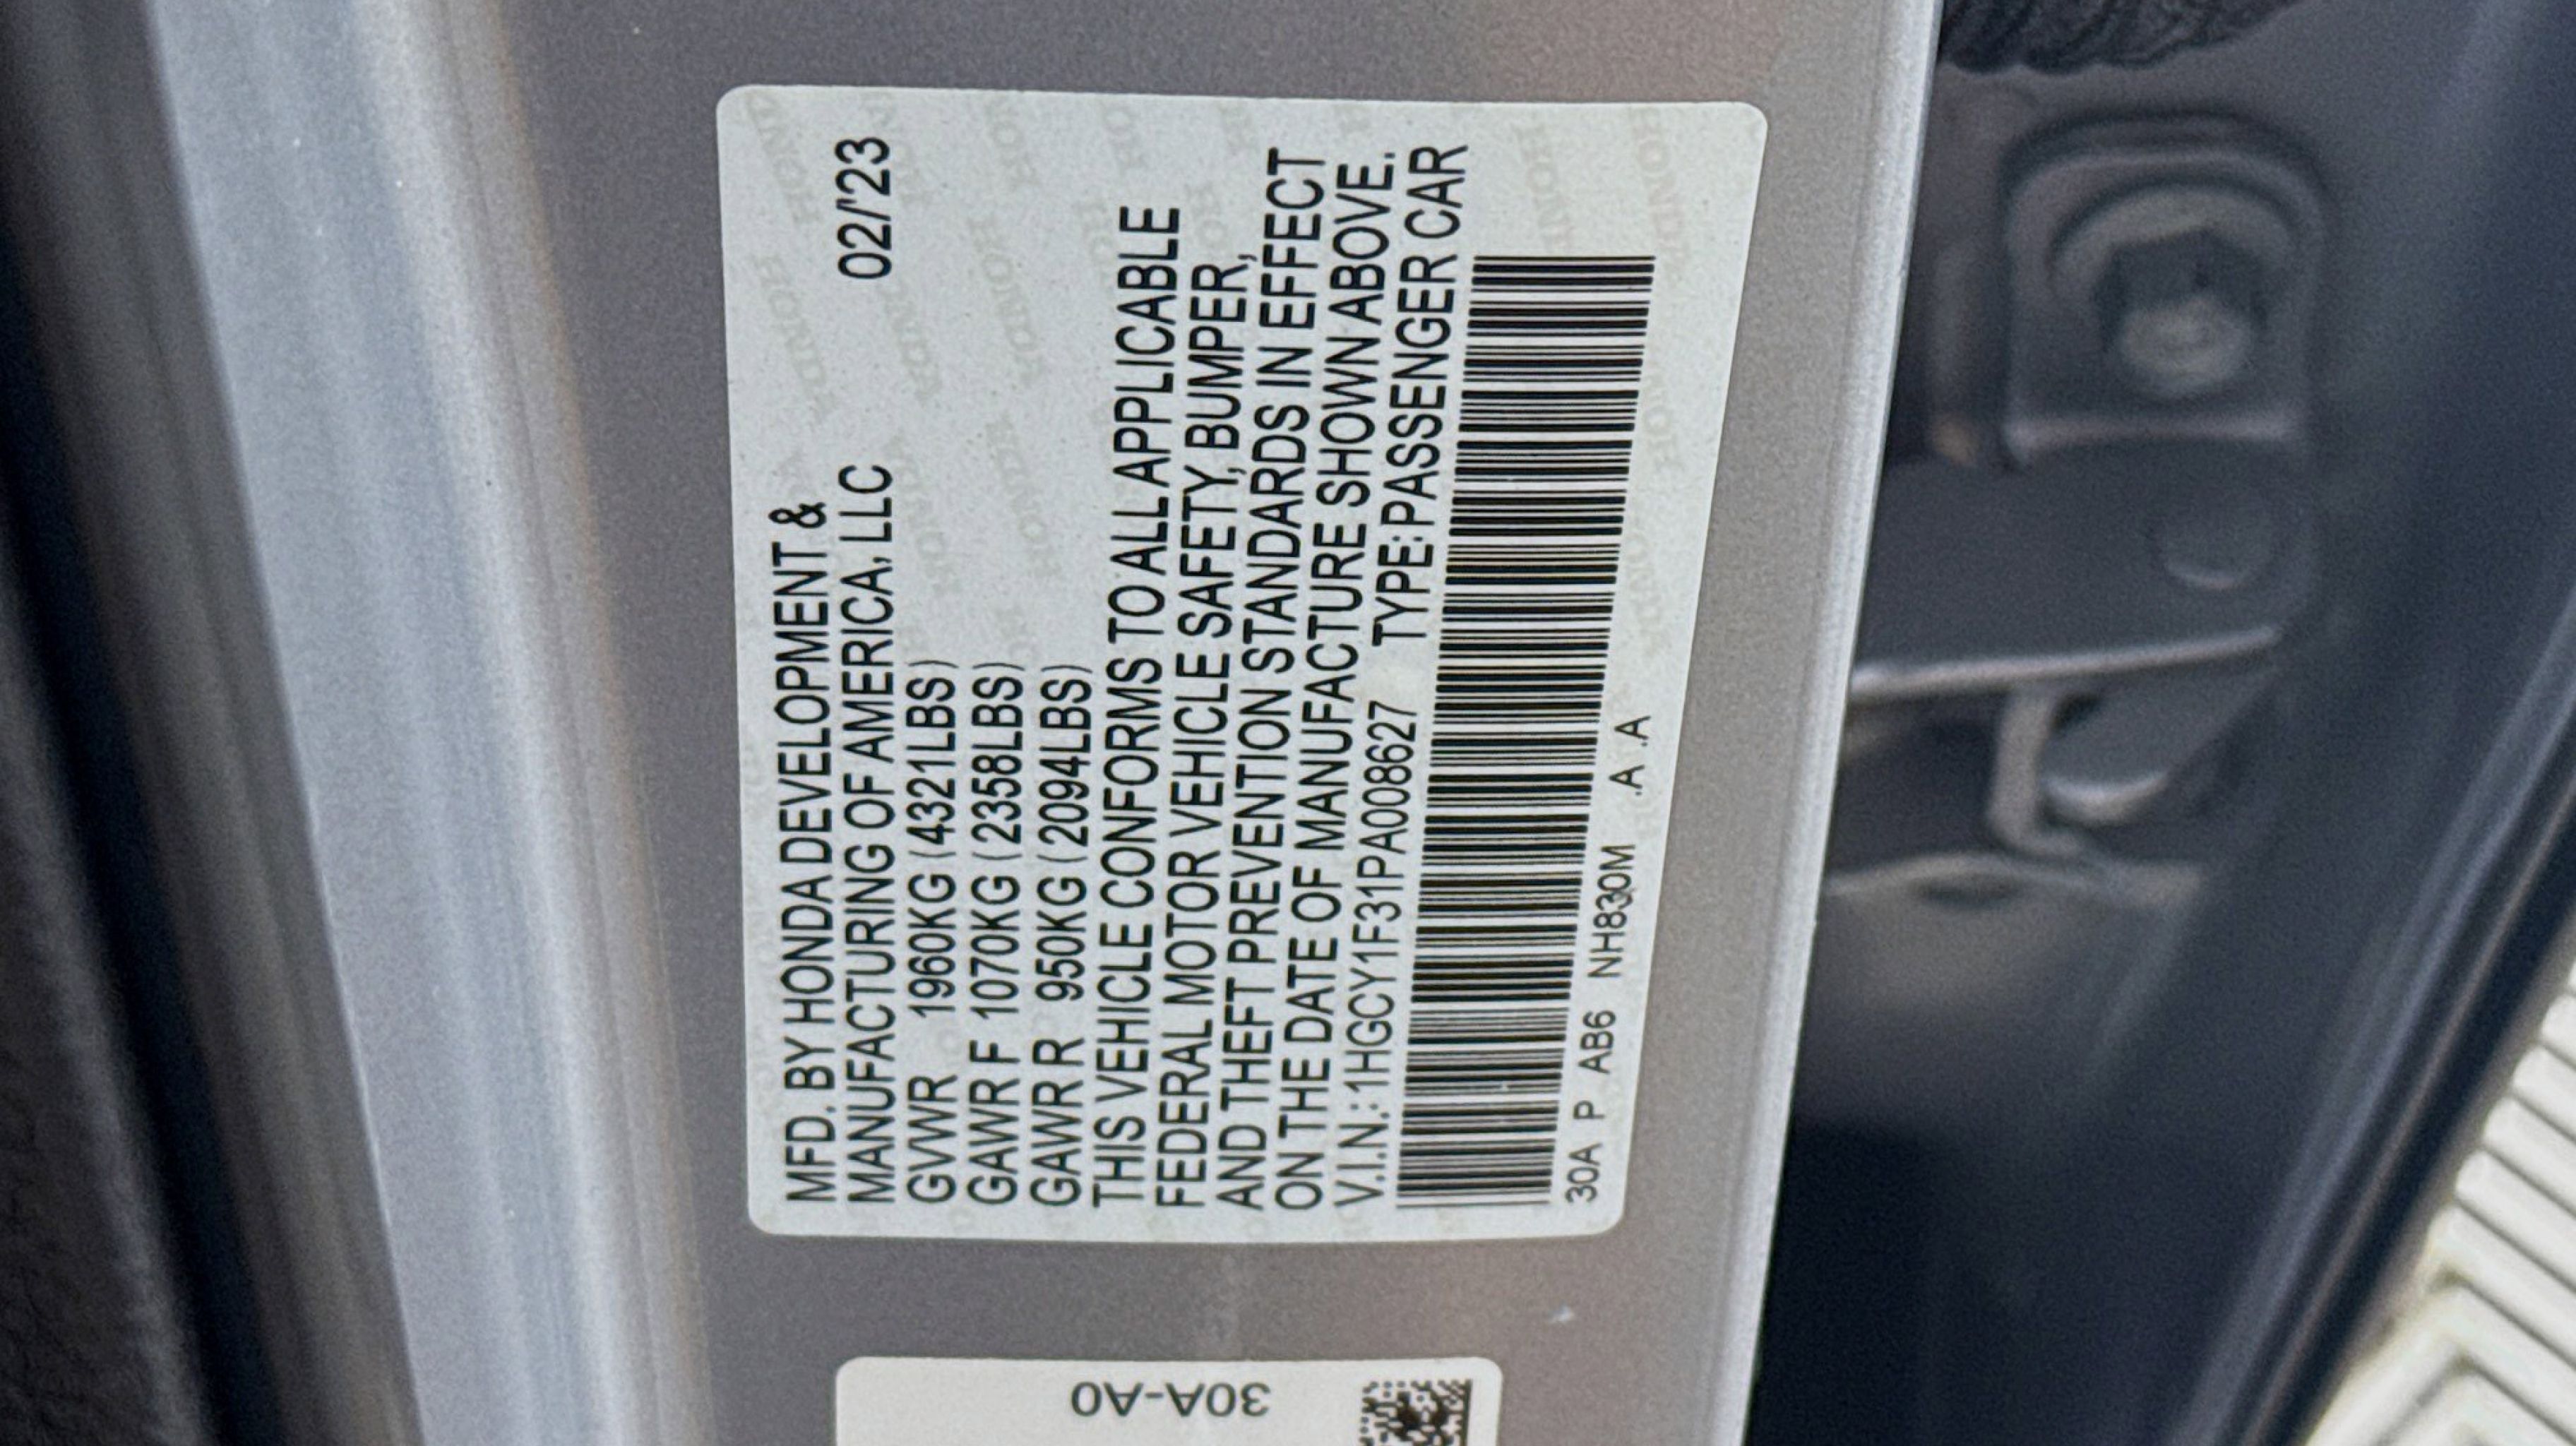 MFD. BY HONDA DEVELOPMENT &
MANUFACTURING OF AMERICA, LLC 02/'23
GVWR 1960KG (4321LBS)
GAWR F 1070KG (2358LBS)
GAWR R 950KG (2094LBS)
THIS VEHICLE CONFORMS TO ALL APPLICABLE
FEDERAL MOTOR VEHICLE SAFETY, BUMPER,
AND THEFT PREVENTION STANDARDS IN EFFECT
ON THE DATE OF MANUFACTURE SHOWN ABOVE.
V.I.N.: 1HGCY1F31PA008627 TYPE: PASSENGER CAR
30A P AB6 NH830M .A .A
30A-A0